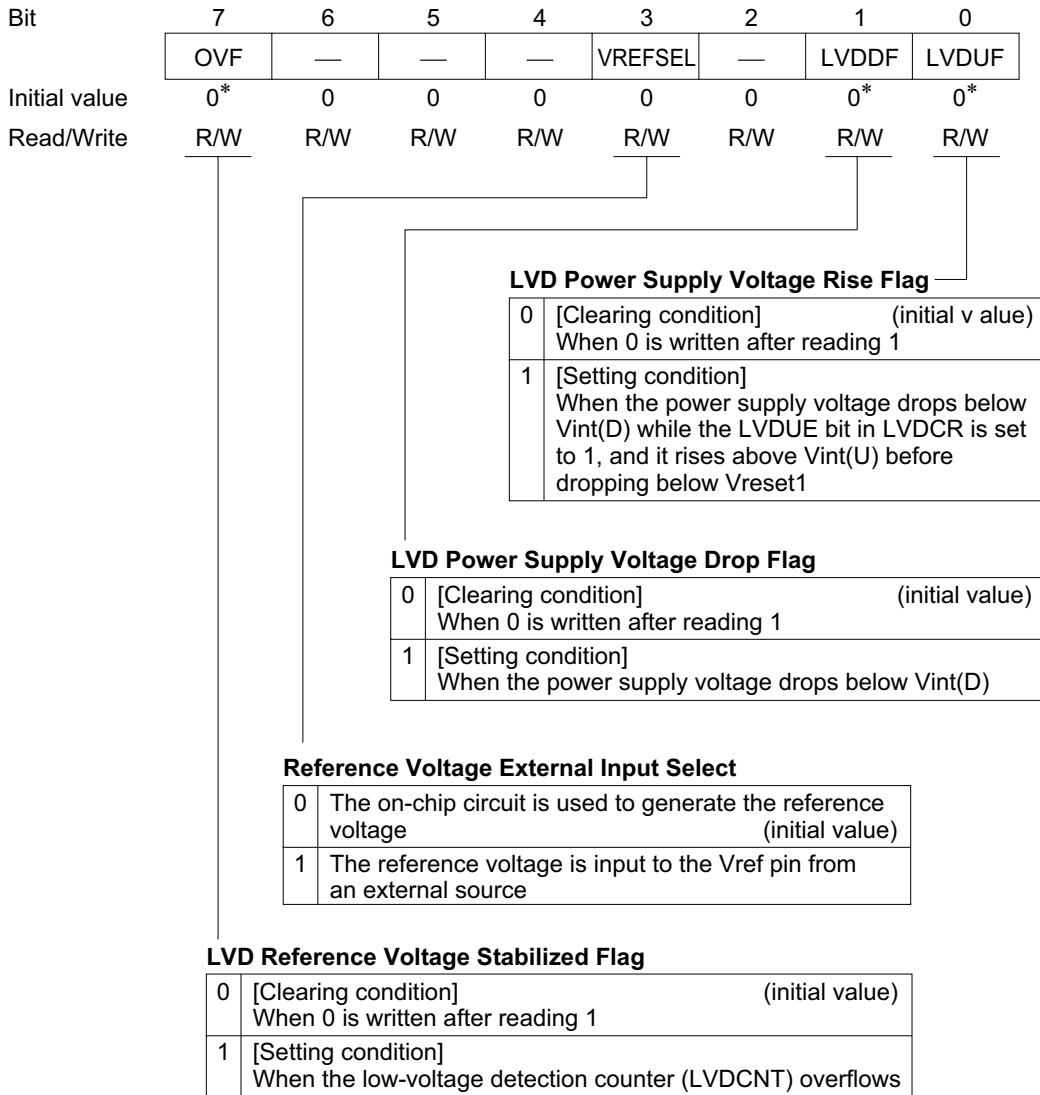 Bit 7 6 5 4 3 2 1 0
OVF — — — VREFSEL — LVDDF LVDUF
Initial value 0* 0 0 0 0 0 0* 0*
Read/Write R/W R/W R/W R/W R/W R/W R/W R/W
LVD Power Supply Voltage Rise Flag
0 [Clearing condition] (initial v alue)
When 0 is written after reading 1
1 [Setting condition]
When the power supply voltage drops below
Vint(D) while the LVDUE bit in LVDCR is set
to 1, and it rises above Vint(U) before
dropping below Vreset1
LVD Power Supply Voltage Drop Flag
0 [Clearing condition] (initial value)
When 0 is written after reading 1
1 [Setting condition]
When the power supply voltage drops below Vint(D)
Reference Voltage External Input Select
0 The on-chip circuit is used to generate the reference
voltage (initial value)
1 The reference voltage is input to the Vref pin from
an external source
LVD Reference Voltage Stabilized Flag
0 [Clearing condition] (initial value)
When 0 is written after reading 1
1 [Setting condition]
When the low-voltage detection counter (LVDCNT) overflows